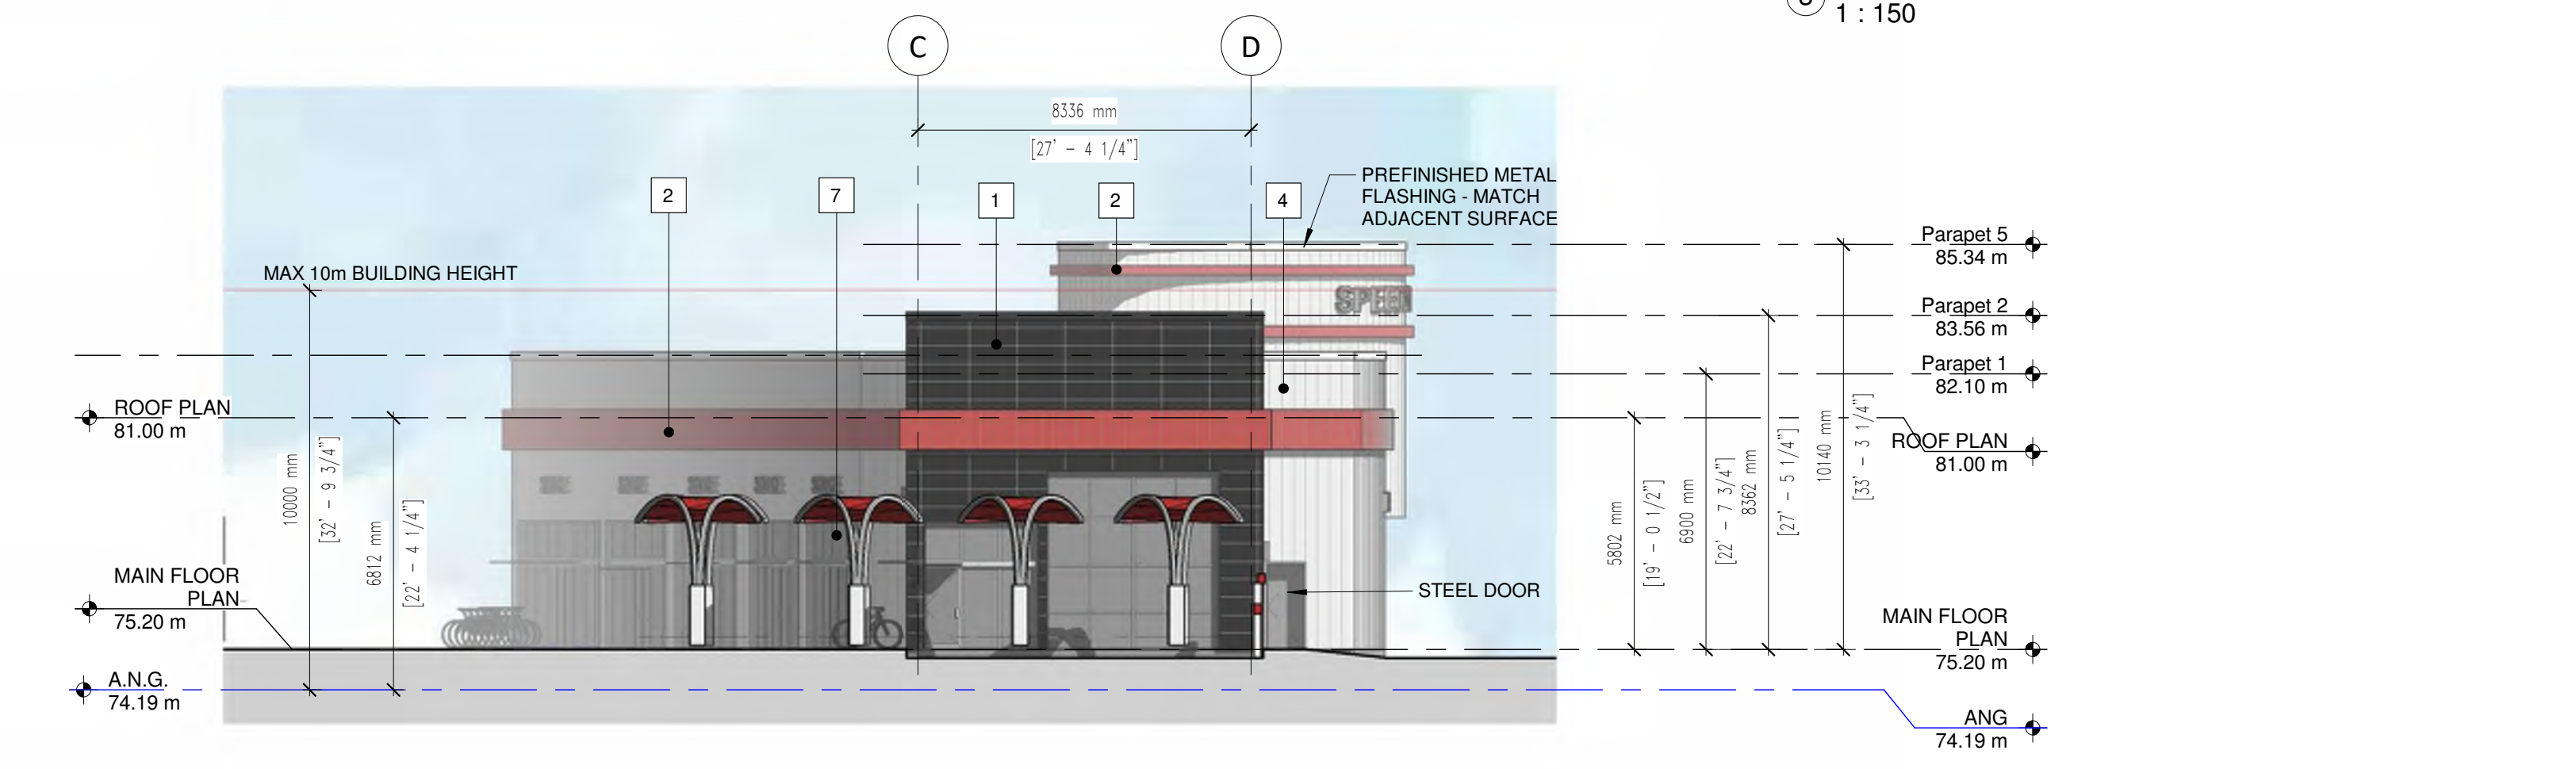 1 : 150
C
D
8336 mm
[27' - 4 1/4"]
PREFINISHED METAL
FLASHING - MATCH
ADJACENT SURFACE
2
7
1
2
4
MAX 10m BUILDING HEIGHT
Parapet 5
85.34 m
Parapet 2
83.56 m
Parapet 1
82.10 m
ROOF PLAN
81.00 m
ROOF PLAN
81.00 m
10000 mm
[32' - 9 3/4"]
6812 mm
[22' - 4 1/4"]
5802 mm
[19' - 0 1/2"]
6900 mm
[22' - 7 3/4"]
8362 mm
[27' - 5 1/4"]
10140 mm
[33' - 3 1/4"]
MAIN FLOOR
PLAN
75.20 m
STEEL DOOR
MAIN FLOOR
PLAN
75.20 m
A.N.G.
74.19 m
ANG
74.19 m